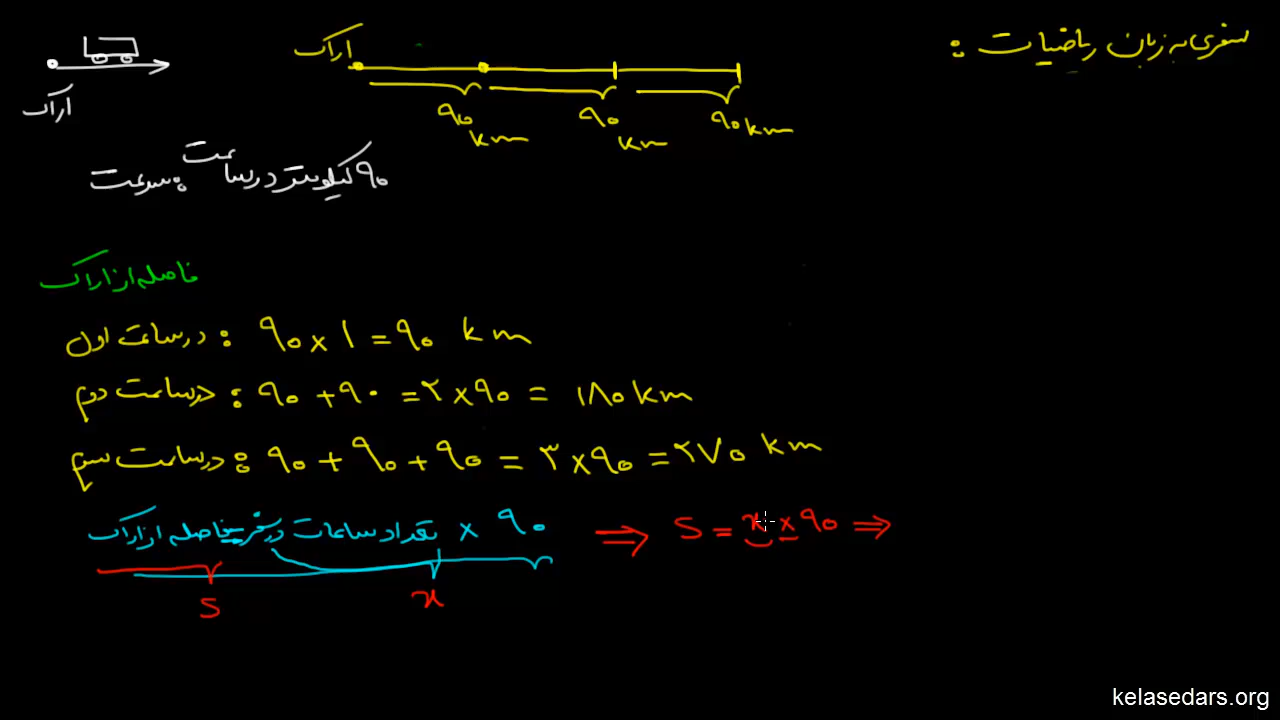 سفری به زبان ریاضیات :
اراک
اراک
۹۰ km
۹۰ km
۹۰ km
سرعت : ۹۰ کیلومتر در ساعت
فاصله از اراک
در ساعت اول : ۹۰ × ۱ = ۹۰ km
در ساعت دوم : ۹۰ + ۹۰ = ۲ × ۹۰ = ۱۸۰ km
در ساعت سوم : ۹۰ + ۹۰ + ۹۰ = ۳ × ۹۰ = ۲۷۰ km
فاصله از اراک = تعداد ساعات در سفر × ۹۰ ⇒ S = x × ۹۰ ⇒
S
x
kelasedars.org